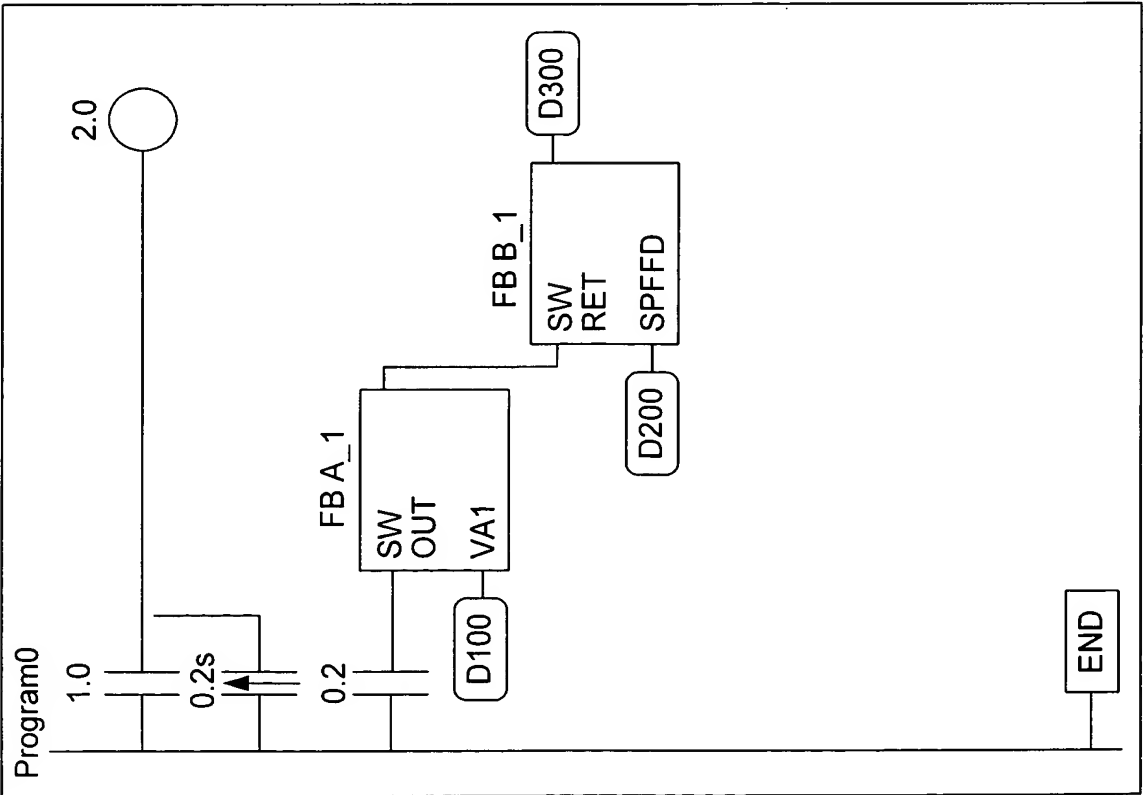 Program0
1.0
2.0
0.2s
0.2
FB A_1
SW
OUT
VA1
D100
FB B_1
SW
RET
SPFFD
D200
D300
END